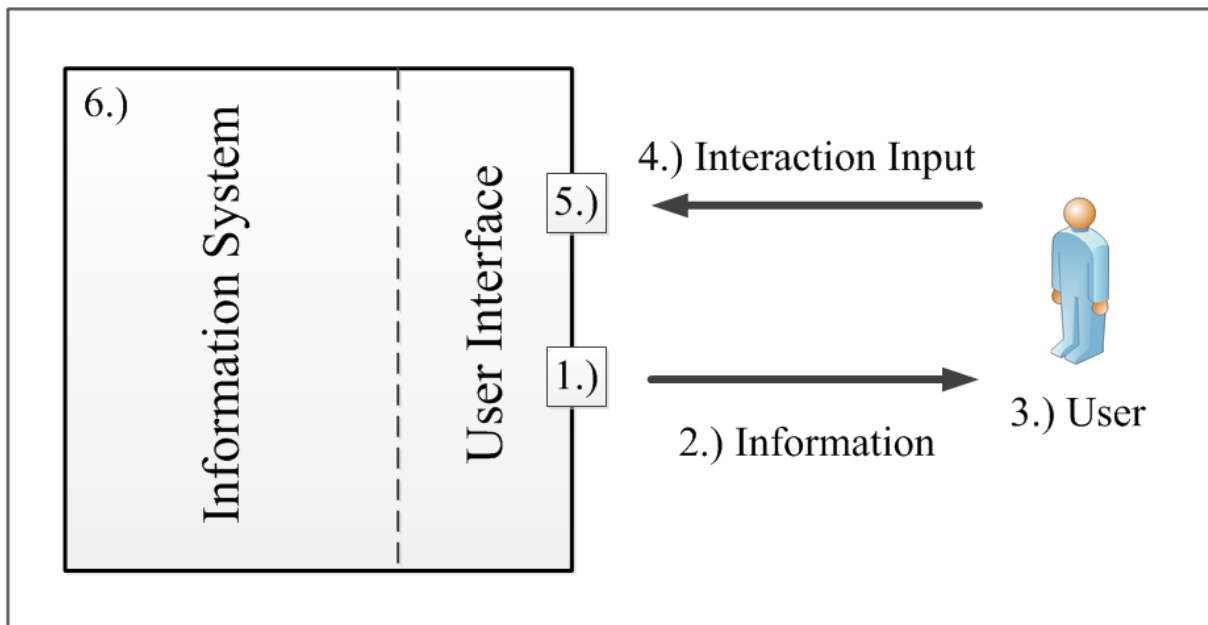 6.)
Information System
User Interface
4.) Interaction Input
5.)
1.)
2.) Information
3.) User